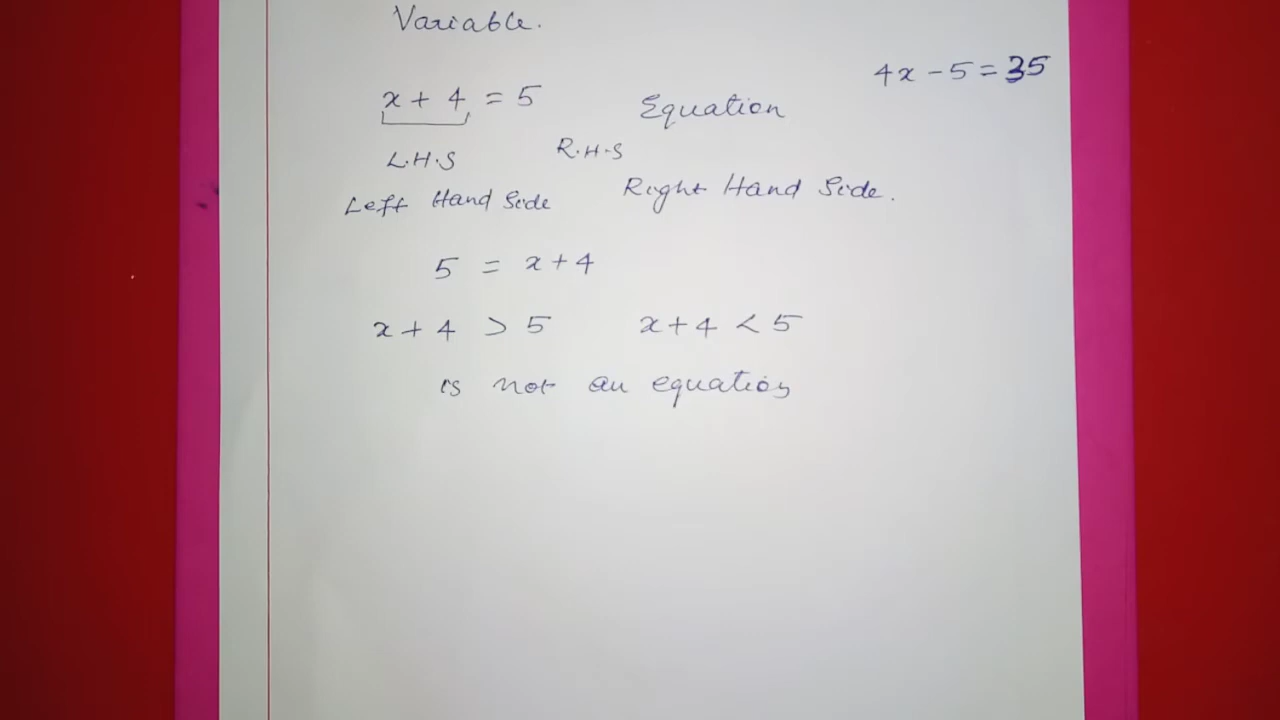 Variable.
4x - 5 = 35
x + 4 = 5
Equation
L.H.S
R.H.S
Left Hand Side
Right Hand Side.
5 = x + 4
x + 4 > 5
x + 4 < 5
is not an equation